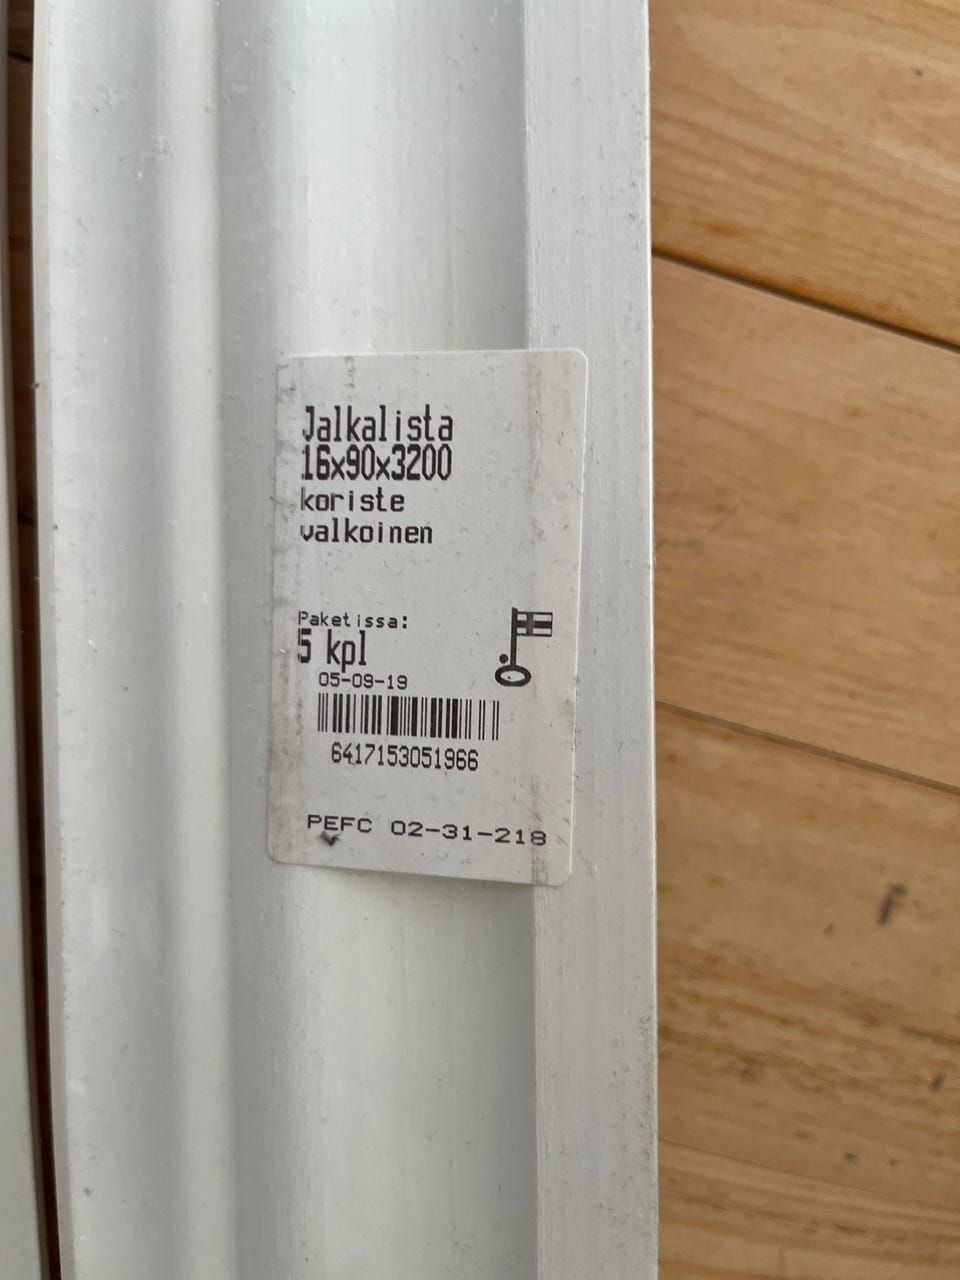 Jalkalista
16x90x3200
koriste
valkoinen
Paketissa:
5 kpl
05-09-19
6417153051966
PEFC 02-31-218